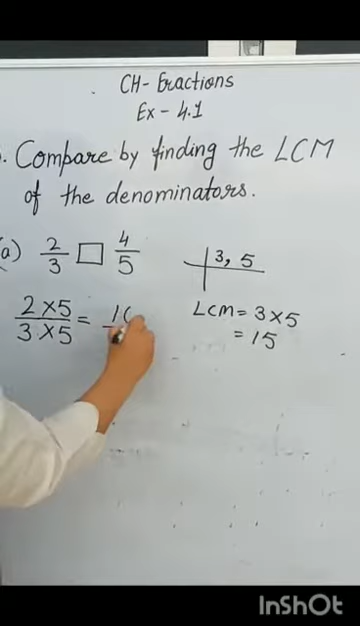 CH- Fractions
Ex - 4.1
. Compare by finding the LCM
of the denominators.
a) 2/3 □ 4/5
3, 5
2×5/3×5 = 10
LCM = 3×5
= 15
InShOt